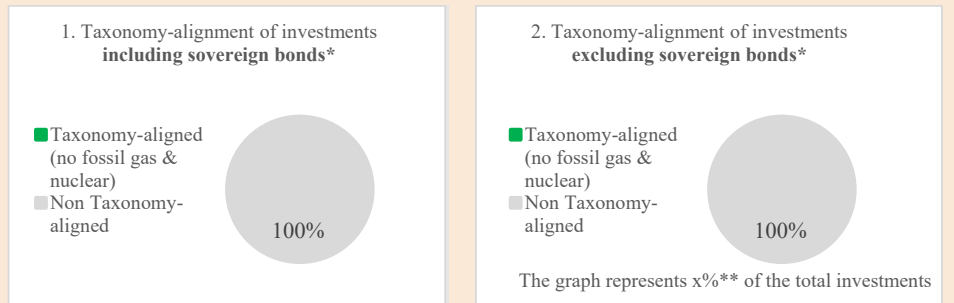 1. Taxonomy-alignment of investments
including sovereign bonds*
Taxonomy-aligned
(no fossil gas &
nuclear)
Non Taxonomy-
aligned
100%
2. Taxonomy-alignment of investments
excluding sovereign bonds*
Taxonomy-aligned
(no fossil gas &
nuclear)
Non Taxonomy-
aligned
100%
The graph represents x%** of the total investments